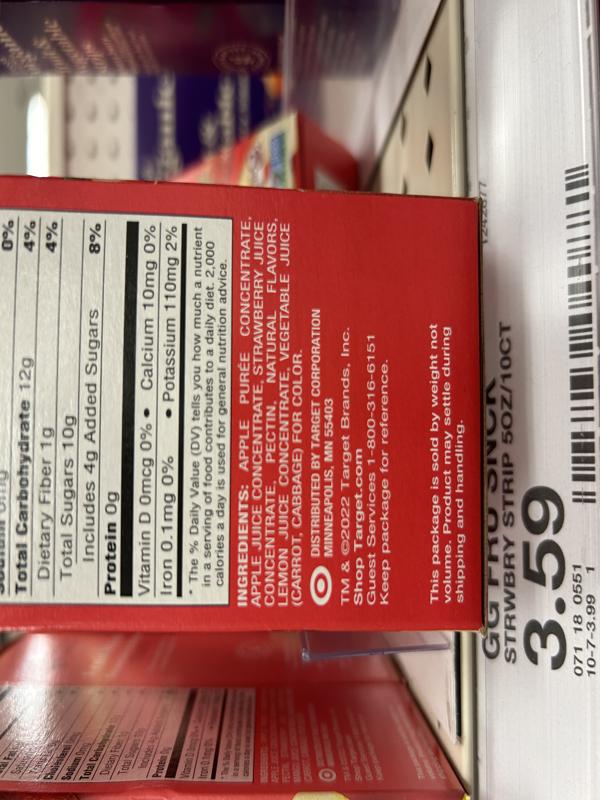 0%
Total Carbohydrate 12g 4%
Dietary Fiber 1g 4%
Total Sugars 10g
Includes 4g Added Sugars 8%
Protein 0g
Vitamin D 0mcg 0% • Calcium 10mg 0%
Iron 0.1mg 0% • Potassium 110mg 2%
* The % Daily Value (DV) tells you how much a nutrient
in a serving of food contributes to a daily diet. 2,000
calories a day is used for general nutrition advice.
INGREDIENTS: APPLE PURÉE CONCENTRATE,
APPLE JUICE CONCENTRATE, STRAWBERRY JUICE
CONCENTRATE, PECTIN, NATURAL FLAVORS,
LEMON JUICE CONCENTRATE, VEGETABLE JUICE
(CARROT, CABBAGE) FOR COLOR.
DISTRIBUTED BY TARGET CORPORATION
MINNEAPOLIS, MN 55403
TM & ©2022 Target Brands, Inc.
Shop Target.com
Guest Services 1-800-316-6151
Keep package for reference.
This package is sold by weight not
volume. Product may settle during
shipping and handling.
GG FRU SNCK
STRWBRY STRIP 5OZ/10CT
3.59
071 18 0551
10-7-3.99 1
Total Carbohydrate
Protein 0g